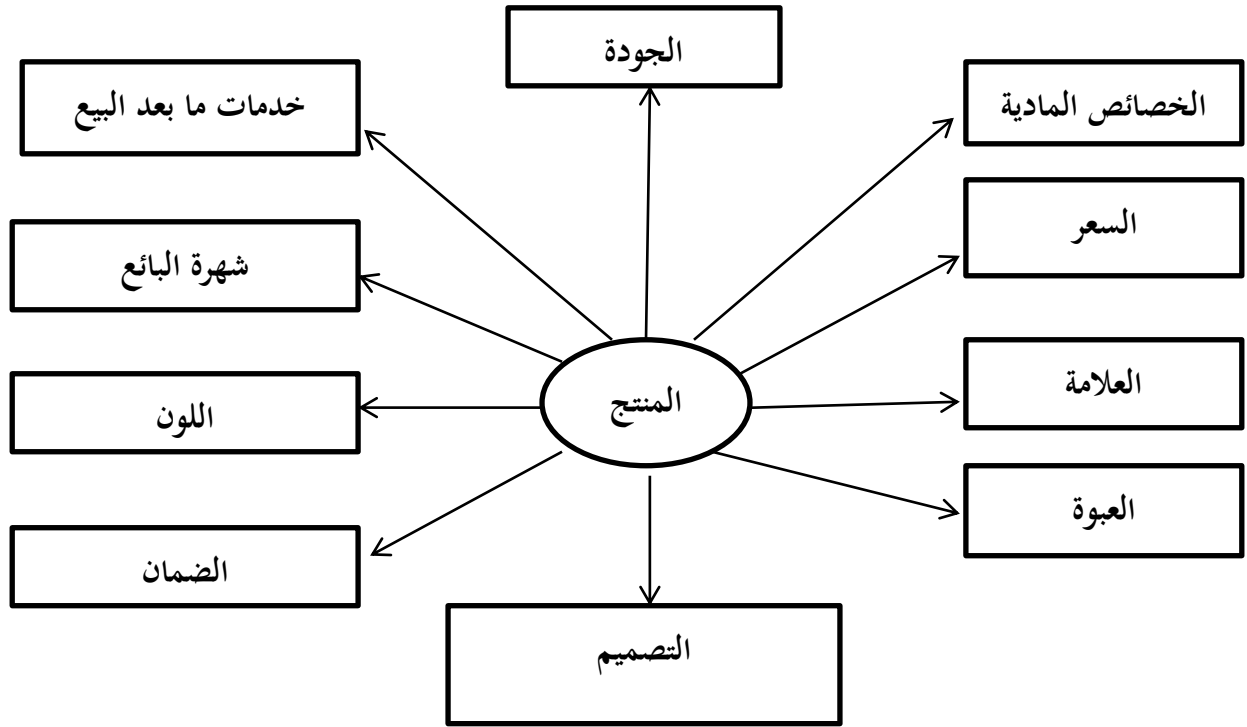 الجودة
الخصائص المادية
خدمات ما بعد البيع
السعر
شهرة البائع
العلامة
المنتج
اللون
العبوة
الضمان
التصميم